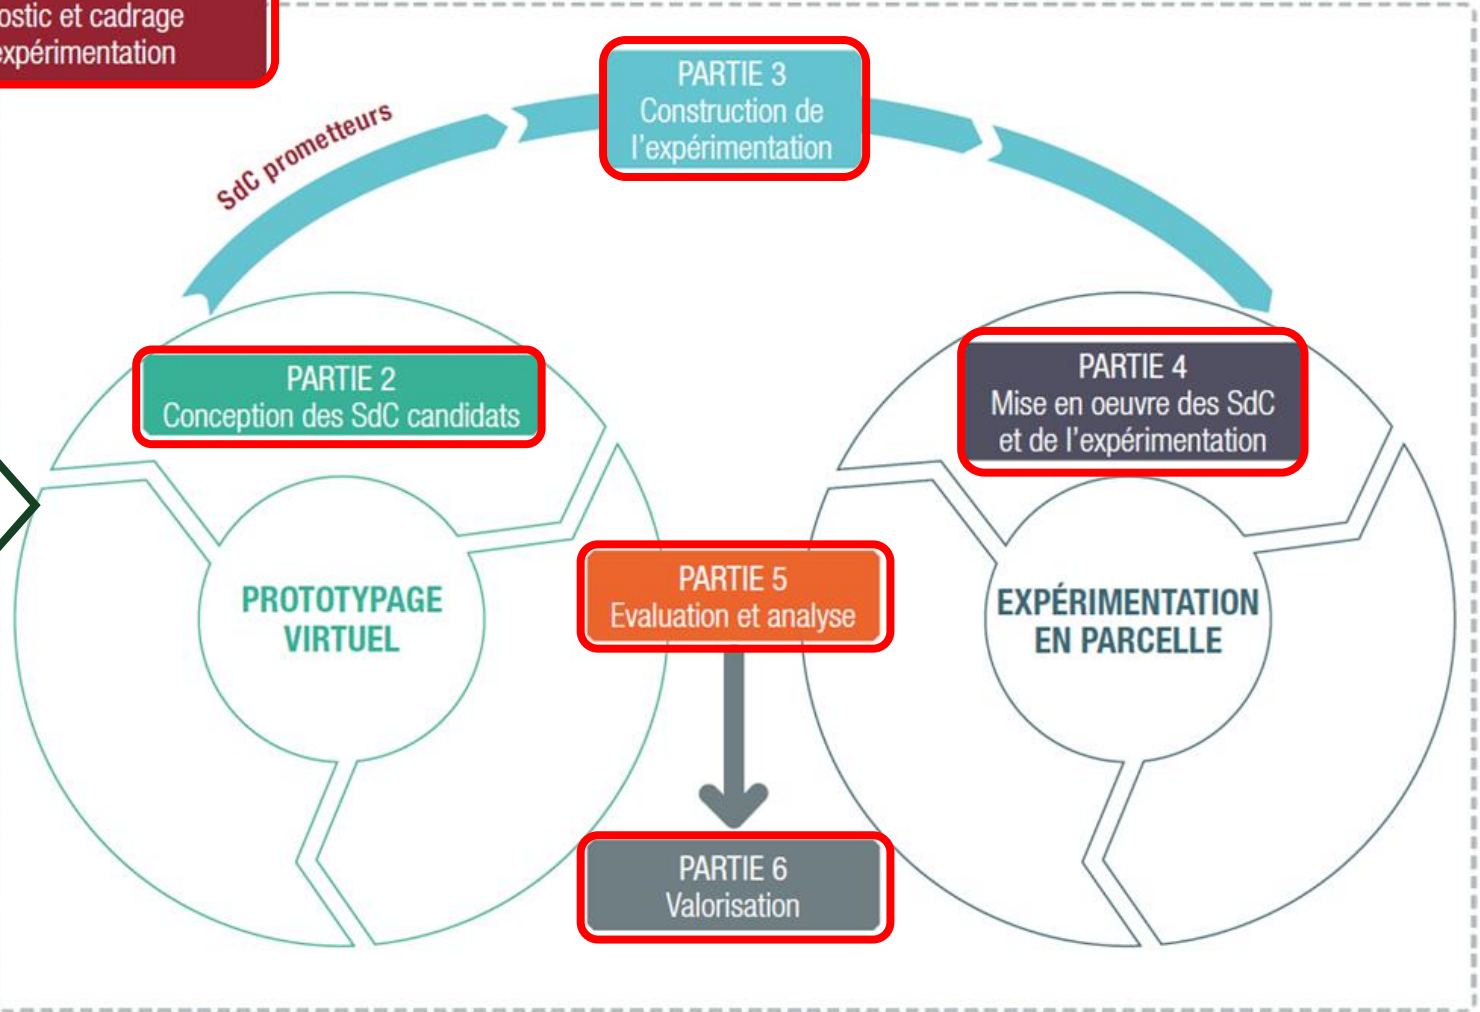 ostic et cadrage
expérimentation
PARTIE 3
Construction de
l'expérimentation
SdC prometteurs
PARTIE 2
Conception des SdC candidats
PARTIE 4
Mise en oeuvre des SdC
et de l'expérimentation
PROTOTYPAGE
VIRTUEL
PARTIE 5
Evaluation et analyse
EXPÉRIMENTATION
EN PARCELLE
PARTIE 6
Valorisation